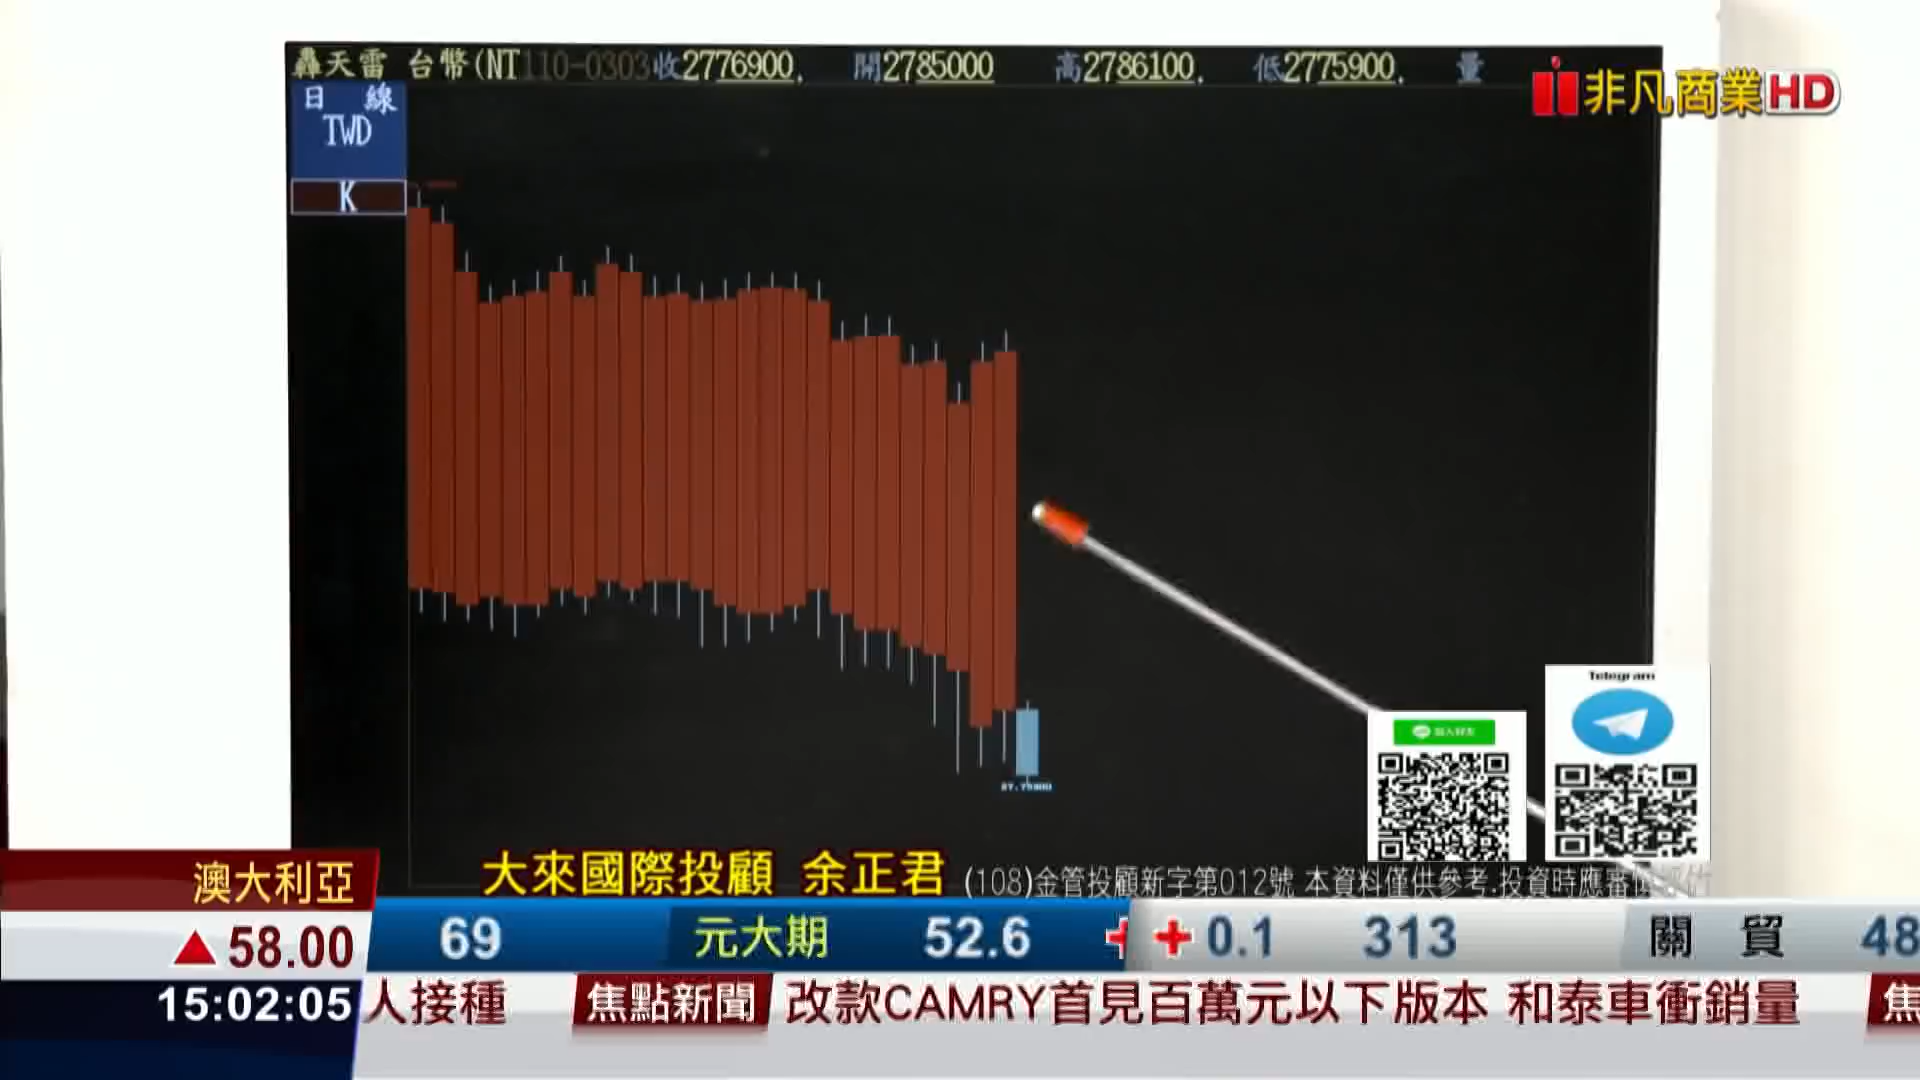 轟天雷 台幣(NT110-0303收2776900, 開2785000 高2786100, 低2775900, 量
非凡商業HD
日 線
TWD
K
Telegram
大來國際投顧 余正君
(108)金管投顧新字第012號 本資料僅供參考.投資時應審慎評估
澳大利亞
▲58.00
69 元大期 52.6 + 0.1 313 關 貿 48
15:02:05
人接種 焦點新聞 改款CAMRY首見百萬元以下版本 和泰車衝銷量 焦